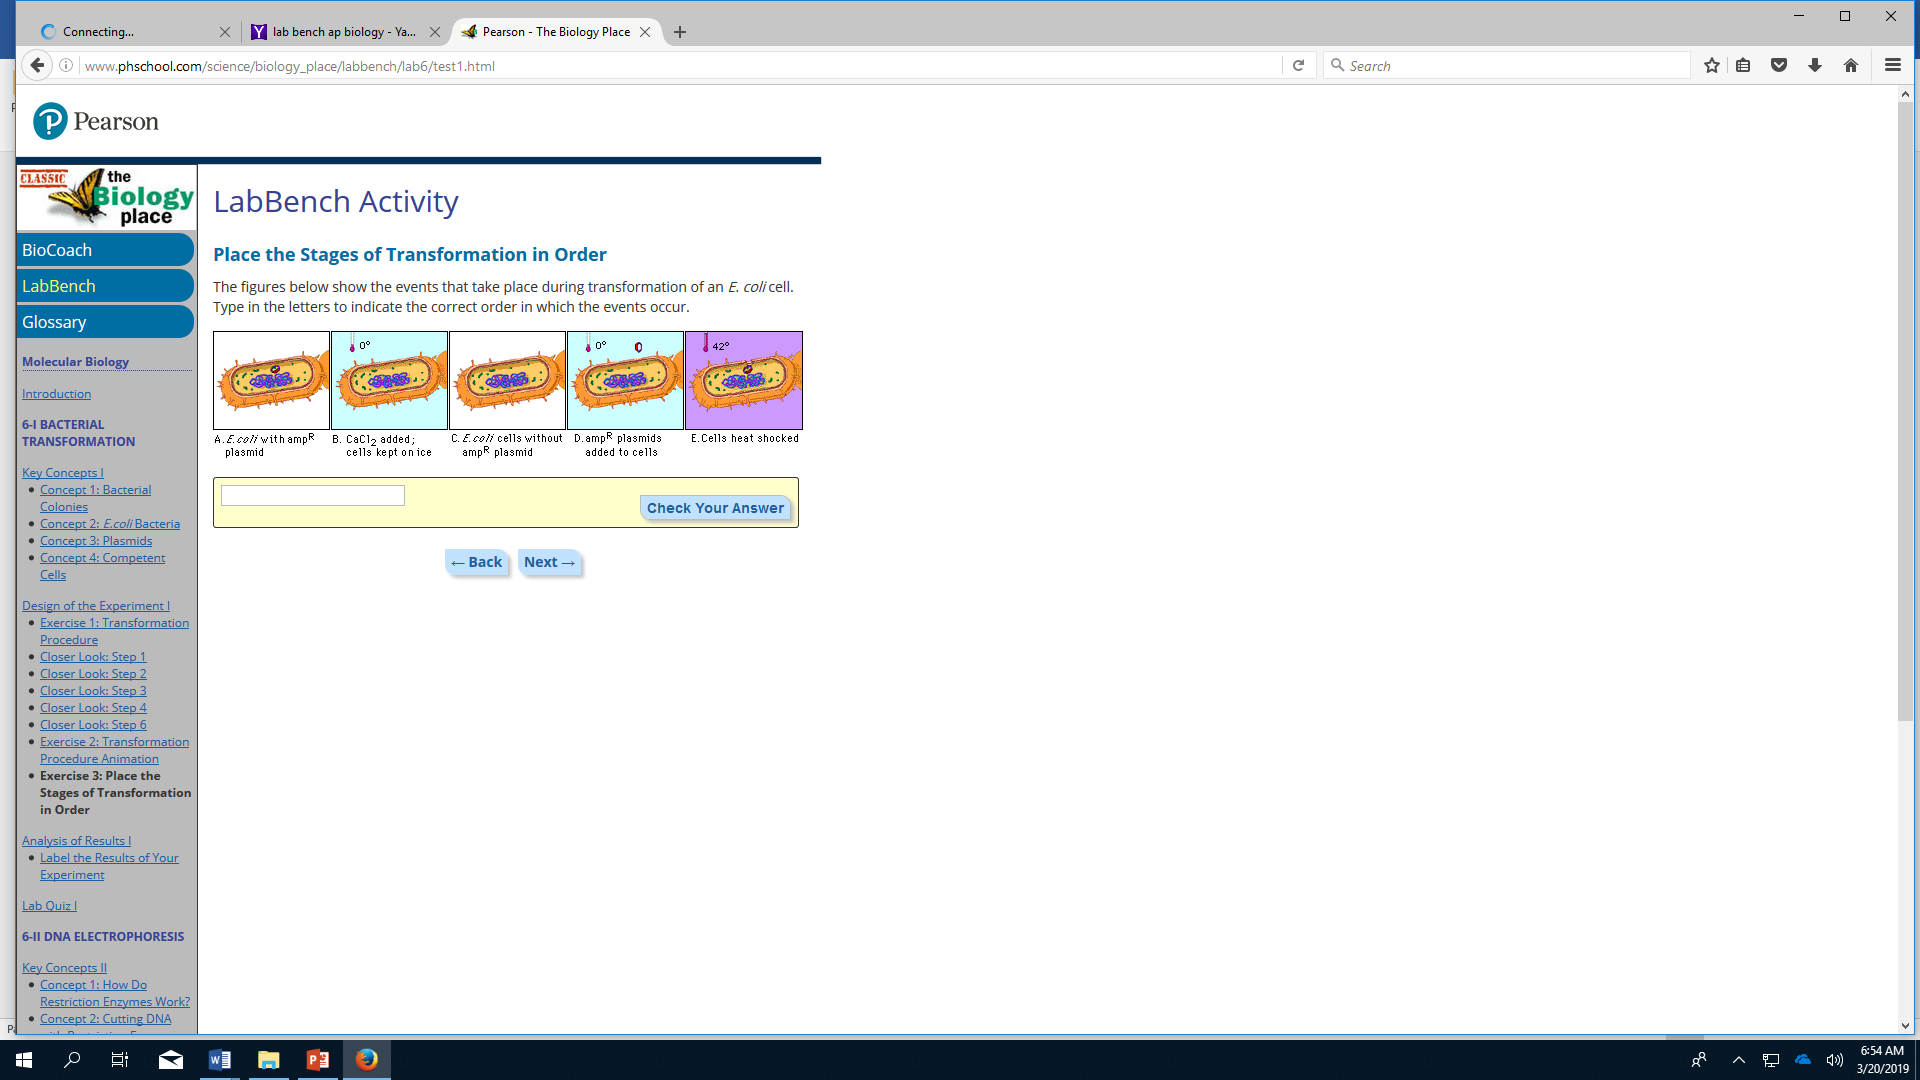 Connecting...
lab bench ap biology - Ya...
Pearson - The Biology Place
www.phschool.com/science/biology_place/labbench/lab6/test1.html
Search
Pearson
CLASSIC
the
Biology
place
BioCoach
LabBench
Glossary
Molecular Biology
Introduction
6-I BACTERIAL
TRANSFORMATION
Key Concepts I
Concept 1: Bacterial
Colonies
Concept 2: E.coli Bacteria
Concept 3: Plasmids
Concept 4: Competent
Cells
Design of the Experiment I
Exercise 1: Transformation
Procedure
Closer Look: Step 1
Closer Look: Step 2
Closer Look: Step 3
Closer Look: Step 4
Closer Look: Step 6
Exercise 2: Transformation
Procedure Animation
Exercise 3: Place the
Stages of Transformation
in Order
Analysis of Results I
Label the Results of Your
Experiment
Lab Quiz I
6-II DNA ELECTROPHORESIS
Key Concepts II
Concept 1: How Do
Restriction Enzymes Work?
Concept 2: Cutting DNA
LabBench Activity
Place the Stages of Transformation in Order
The figures below show the events that take place during transformation of an E. coli cell.
Type in the letters to indicate the correct order in which the events occur.
0°
0°
42°
A. E. coli with ampR
plasmid
B. CaCl2 added;
cells kept on ice
C. E. coli cells without
ampR plasmid
D. ampR plasmids
added to cells
E. Cells heat shocked
Check Your Answer
← Back
Next →
6:54 AM
3/20/2019